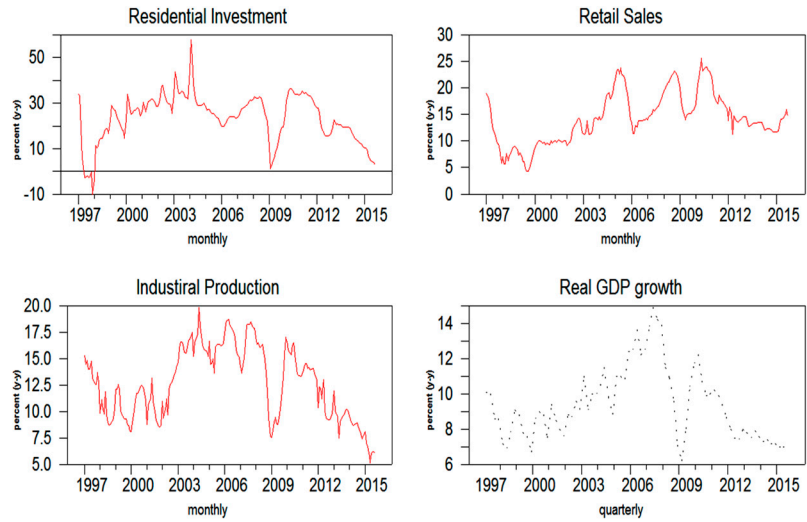 Residential Investment
percent (y-y)
50
30
10
-10
1997 2000 2003 2006 2009 2012 2015
monthly
Retail Sales
percent (y-y)
30
25
20
15
10
5
0
1997 2000 2003 2006 2009 2012 2015
monthly
Industiral Production
percent (y-y)
20.0
17.5
15.0
12.5
10.0
7.5
5.0
1997 2000 2003 2006 2009 2012 2015
monthly
Real GDP growth
percent (y-y)
14
12
10
8
6
1997 2000 2003 2006 2009 2012 2015
quarterly